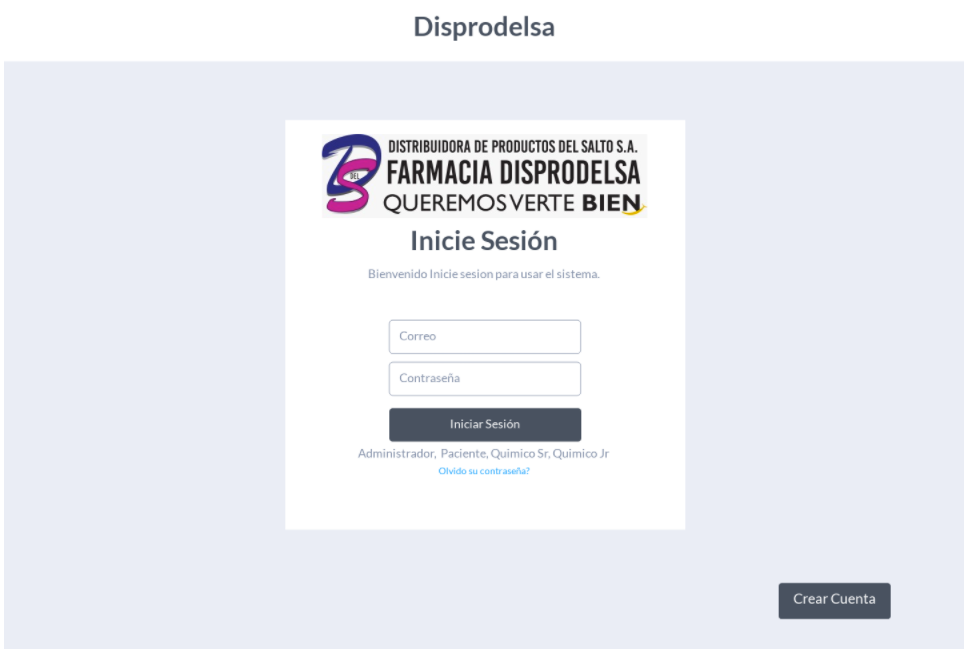 Disprodelsa
DISTRIBUIDORA DE PRODUCTOS DEL SALTO S.A.
DEL
FARMACIA DISPRODELSA
QUEREMOS VERTE BIEN
Inicie Sesión
Bienvenido Inicie sesion para usar el sistema.
Correo
Contraseña
Iniciar Sesión
Administrador, Paciente, Quimico Sr, Quimico Jr
Olvido su contraseña?
Crear Cuenta